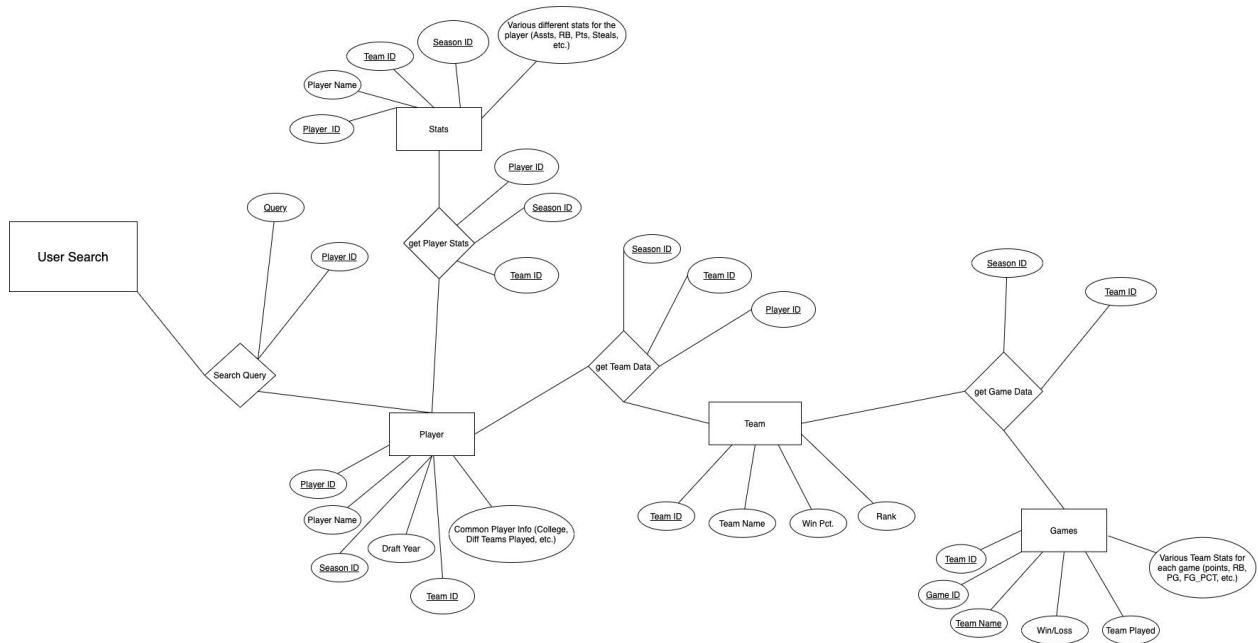 Various different stats for the
player (Assts, RB, Pts, Steals,
etc.)
Season ID
Team ID
Player Name
Player_ID
Stats
Player ID
Season ID
get Player Stats
Team ID
Query
Player ID
User Search
Search Query
Season ID
Team ID
Player ID
get Team Data
Season ID
Team ID
get Game Data
Player
Player ID
Player Name
Season ID
Draft Year
Team ID
Common Player Info (College,
Diff Teams Played, etc.)
Team
Team ID
Team Name
Win Pct.
Rank
Games
Team ID
Game ID
Team Name
Win/Loss
Team Played
Various Team Stats for
each game (points, RB,
PG, FG_PCT, etc.)